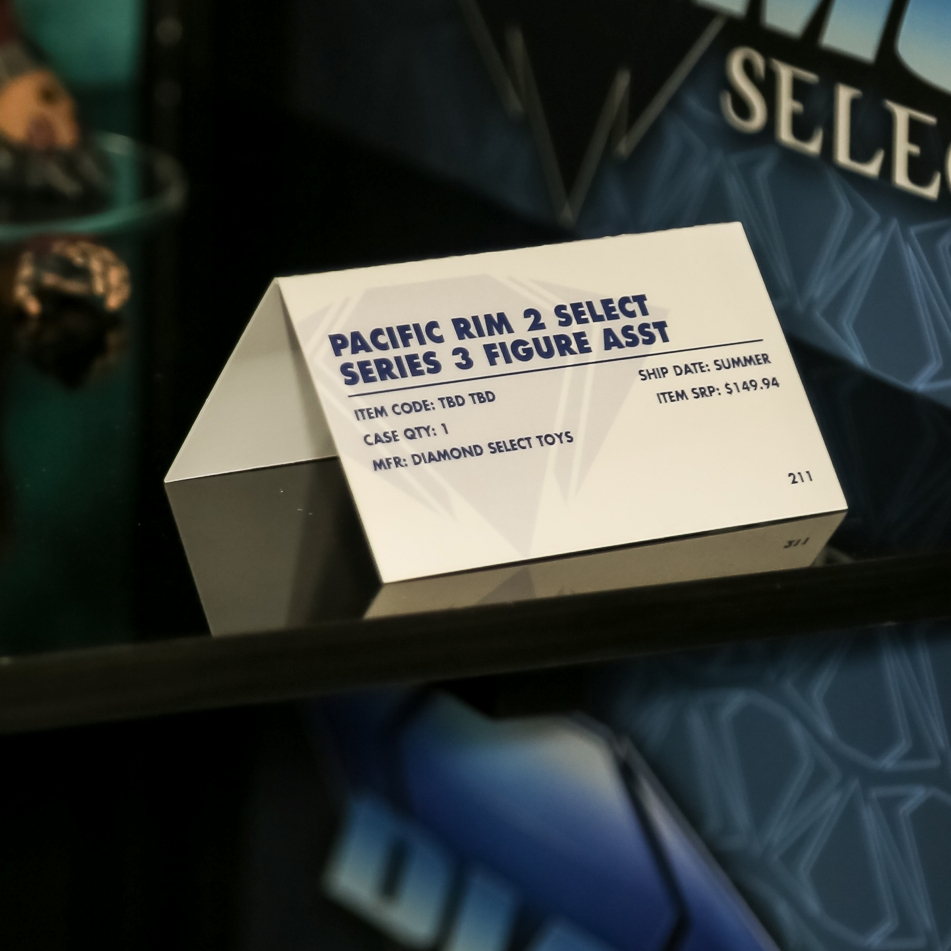 SELE
PACIFIC RIM 2 SELECT
SERIES 3 FIGURE ASST
SHIP DATE: SUMMER
ITEM CODE: TBD TBD
ITEM SRP: $149.94
CASE QTY: 1
MFR: DIAMOND SELECT TOYS
211